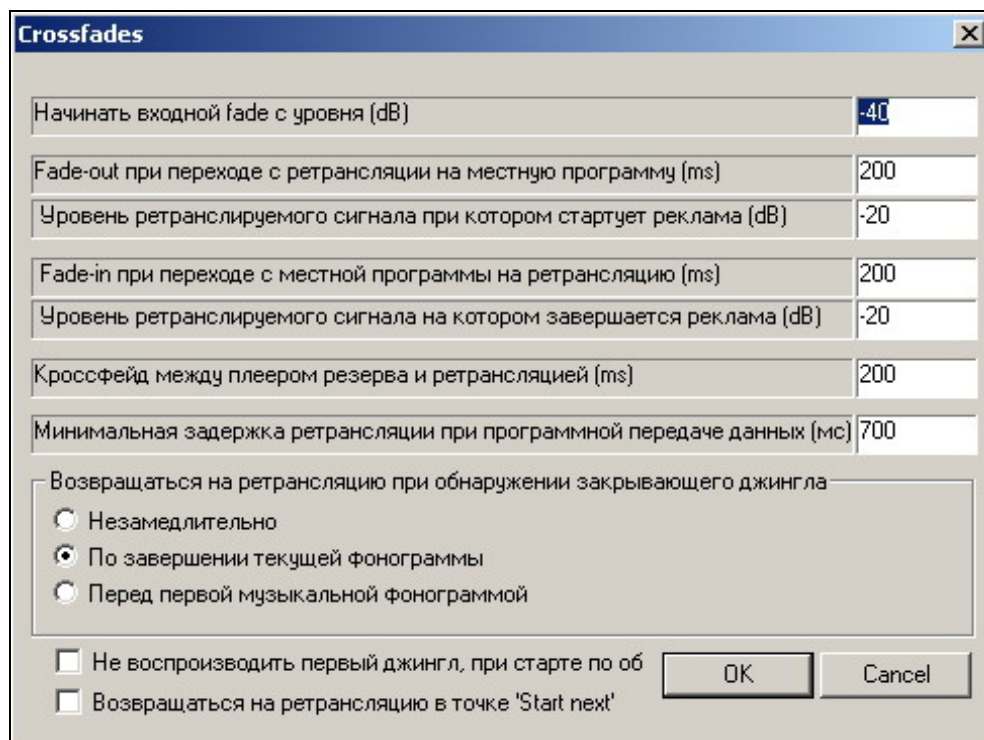 Crossfades
Начинать входной fade с уровня (dB) -40
Fade-out при переходе с ретрансляции на местную программу (ms) 200
Уровень ретранслируемого сигнала при котором стартует реклама (dB) -20
Fade-in при переходе с местной программы на ретрансляцию (ms) 200
Уровень ретранслируемого сигнала на котором завершается реклама (dB) -20
Кроссфейд между плеером резерва и ретрансляцией (ms) 200
Минимальная задержка ретрансляции при программной передаче данных (мс) 700
Возвращаться на ретрансляцию при обнаружении закрывающего джингла
Незамедлительно
По завершении текущей фонограммы
Перед первой музыкальной фонограммой
Не воспроизводить первый джингл, при старте по об
OK Cancel
Возвращаться на ретрансляцию в точке 'Start next'